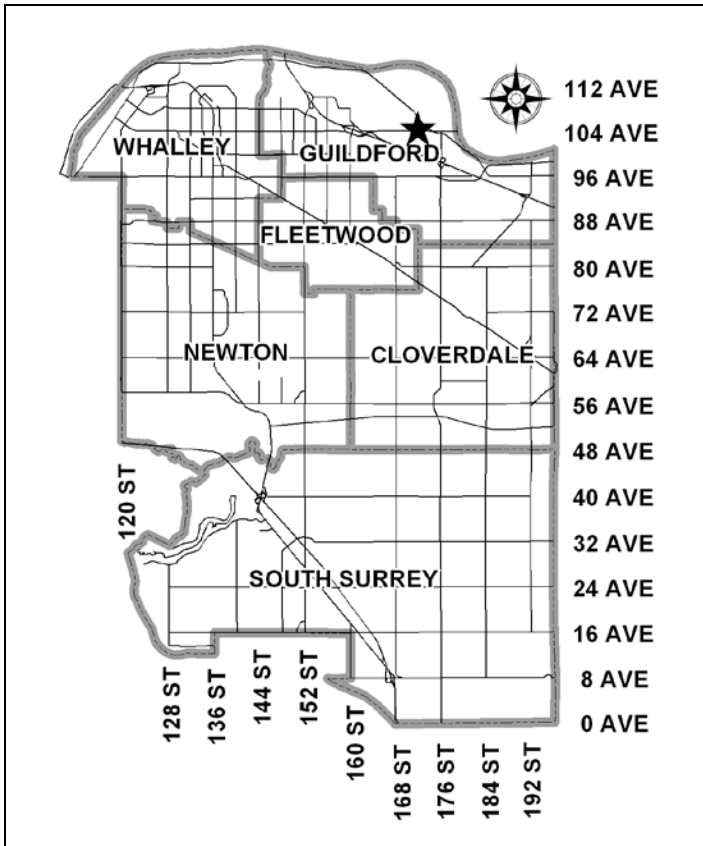 112 AVE
104 AVE
WHALLEY
GUILDFORD
96 AVE
88 AVE
FLEETWOOD
80 AVE
72 AVE
NEWTON
CLOVERDALE
64 AVE
56 AVE
48 AVE
120 ST
40 AVE
32 AVE
SOUTH SURREY
24 AVE
16 AVE
8 AVE
0 AVE
128 ST
136 ST
144 ST
152 ST
160 ST
168 ST
176 ST
184 ST
192 ST